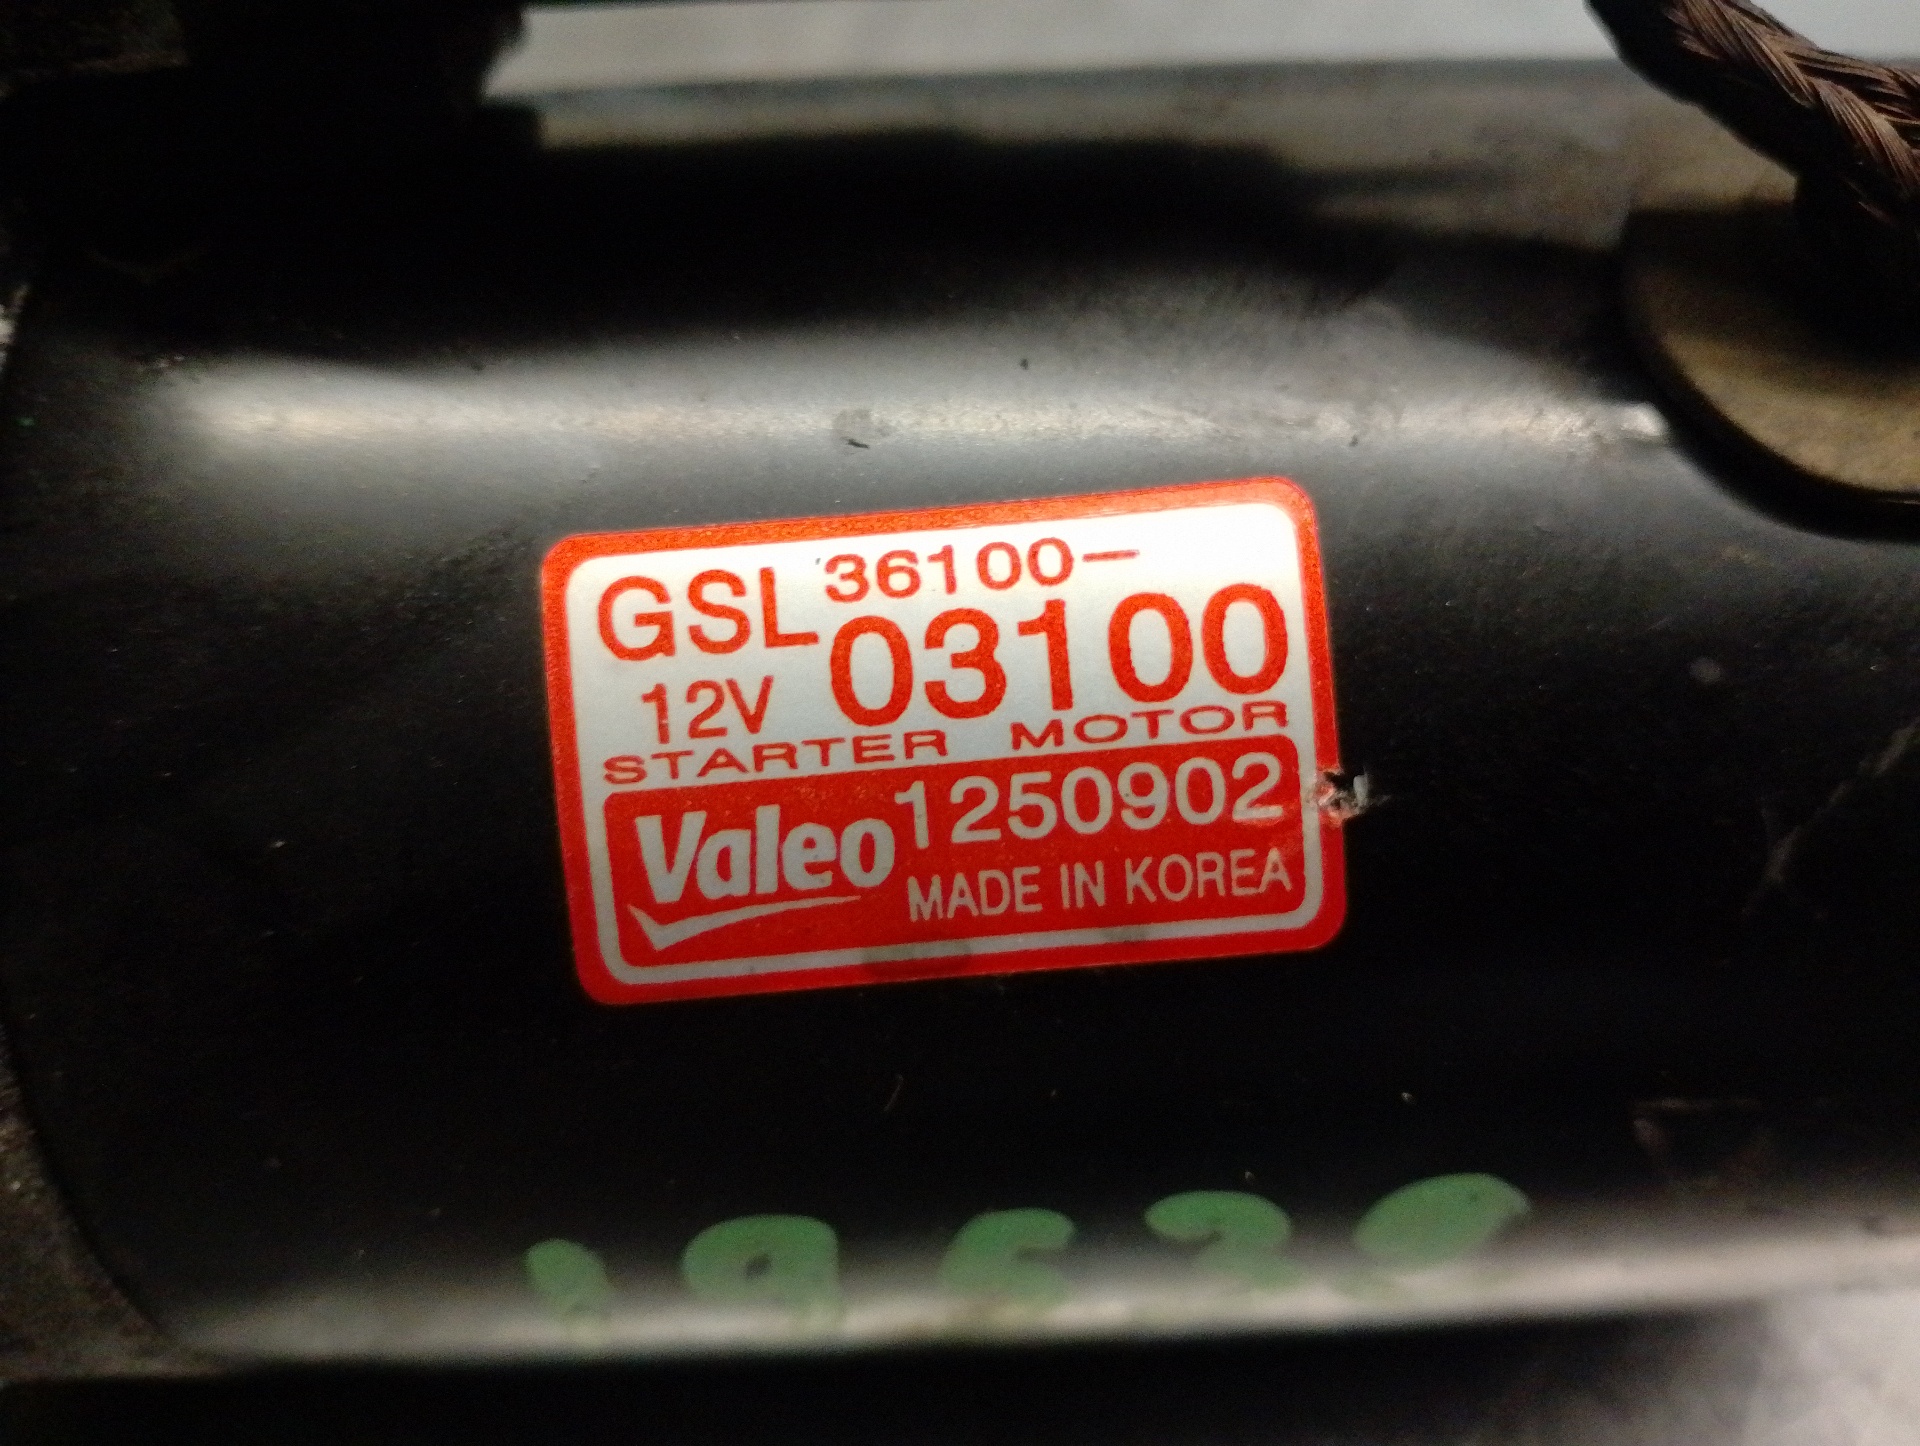 GSL 36100-
12V 03100
STARTER MOTOR
Valeo 1250902
MADE IN KOREA